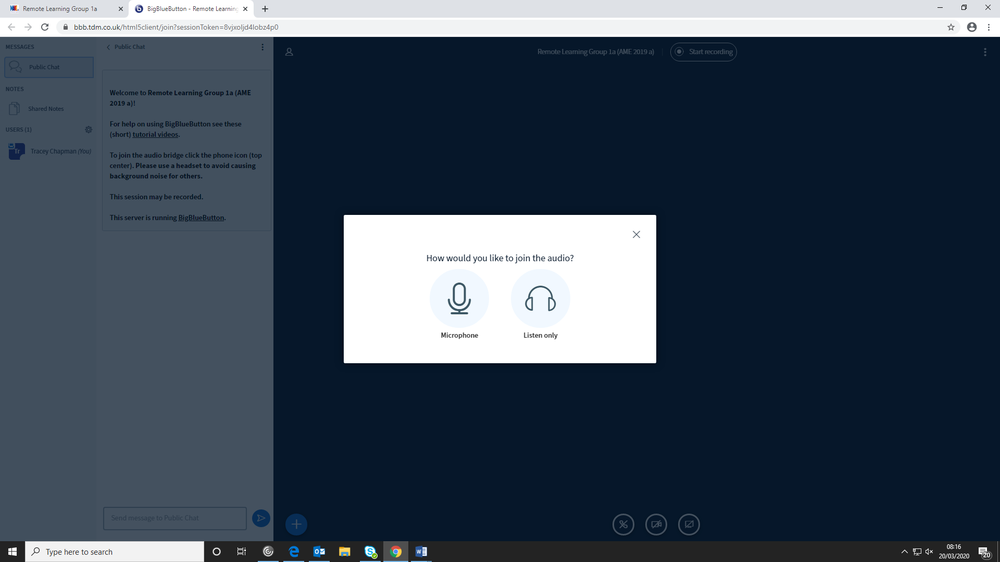 Remote Learning Group 1a
BigBlueButton - Remote Learning
bbb.tdm.co.uk/html5client/join?sessionToken=8vjxoljd4lobz4p0
MESSAGES
Public Chat
NOTES
Shared Notes
USERS (1)
Tr
Tracey Chapman (You)
Public Chat
Welcome to Remote Learning Group 1a (AME
2019 a)!
For help on using BigBlueButton see these
(short) tutorial videos.
To join the audio bridge click the phone icon (top
center). Please use a headset to avoid causing
background noise for others.
This session may be recorded.
This server is running BigBlueButton.
Send message to Public Chat
Remote Learning Group 1a (AME 2019 a)
Start recording
How would you like to join the audio?
Microphone
Listen only
Type here to search
08:16
20/03/2020
20